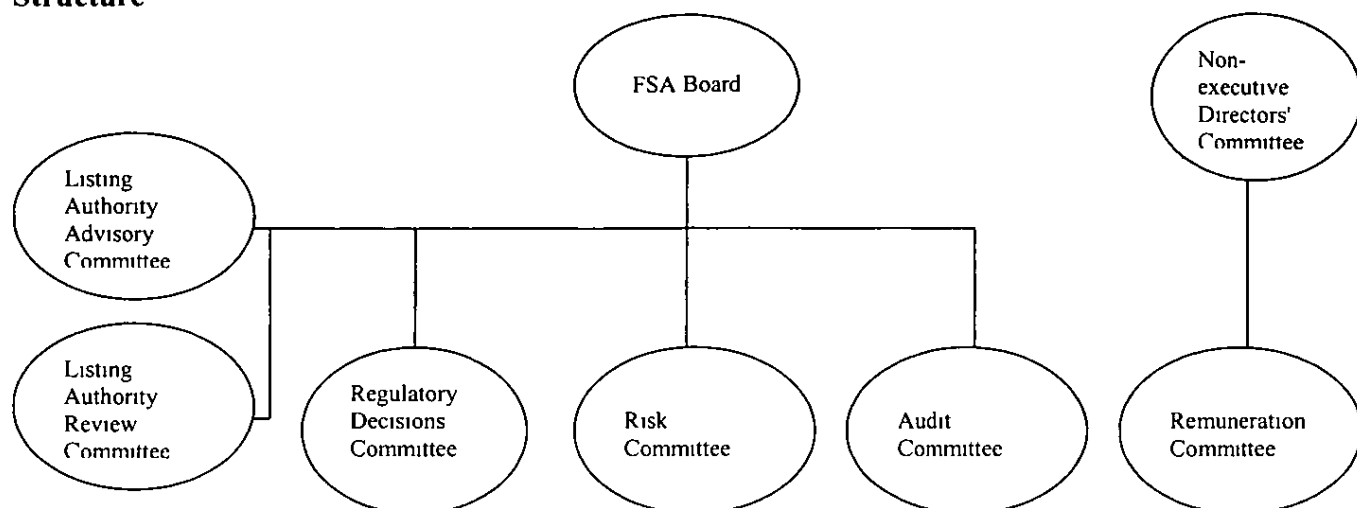 Structure
FSA Board
Non-
executive
Directors'
Committee
Listing
Authority
Advisory
Committee
Listing
Authority
Review
Committee
Regulatory
Decisions
Committee
Risk
Committee
Audit
Committee
Remuneration
Committee